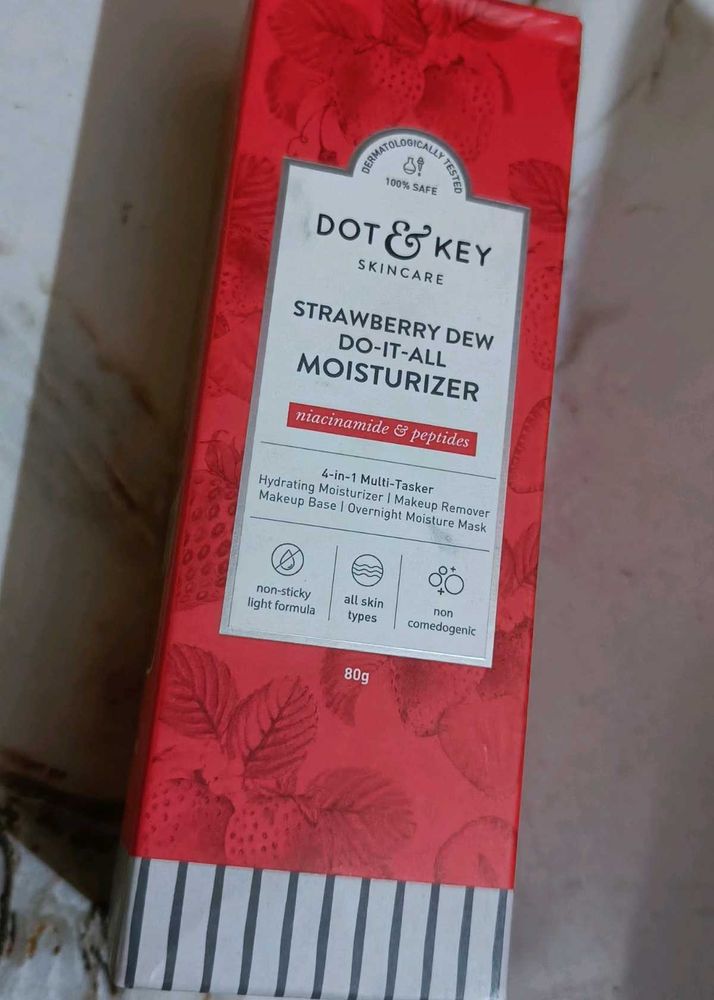 DERMATOLOGICALLY TESTED
100% SAFE
DOT & KEY
SKINCARE
STRAWBERRY DEW
DO-IT-ALL
MOISTURIZER
niacinamide & peptides
4-in-1 Multi-Tasker
Hydrating Moisturizer | Makeup Remover
Makeup Base | Overnight Moisture Mask
non-sticky
light formula
all skin
types
non
comedogenic
80g